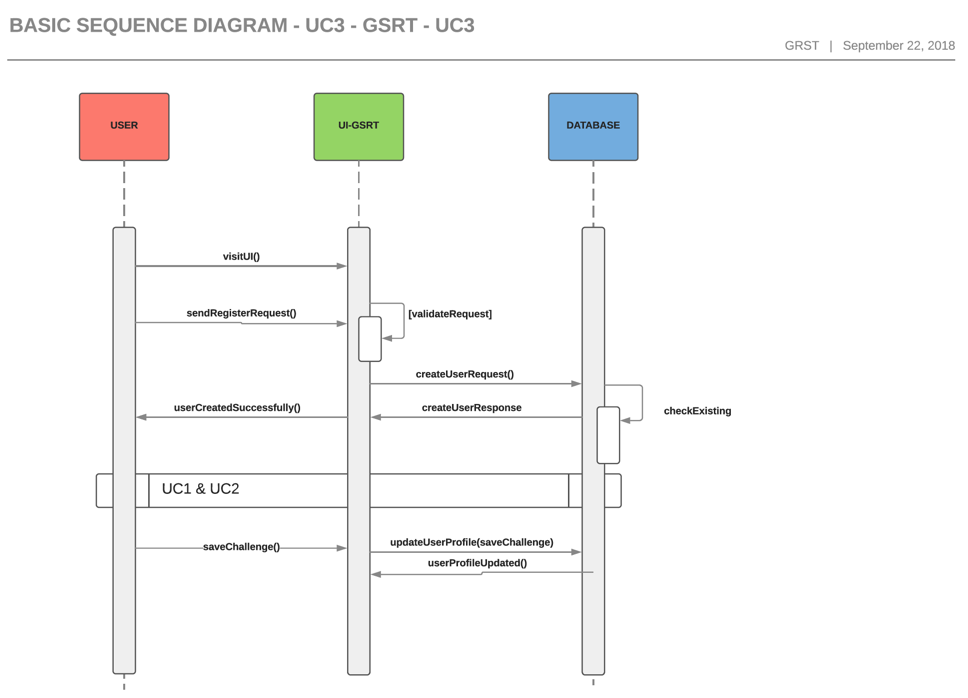 BASIC SEQUENCE DIAGRAM - UC3 - GSRT - UC3
GRST | September 22, 2018
USER
UI-GSRT
DATABASE
visitUI()
sendRegisterRequest()
[validateRequest]
createUserRequest()
userCreatedSuccessfully()
createUserResponse
checkExisting
UC1 & UC2
saveChallenge()
updateUserProfile(saveChallenge)
userProfileUpdated()